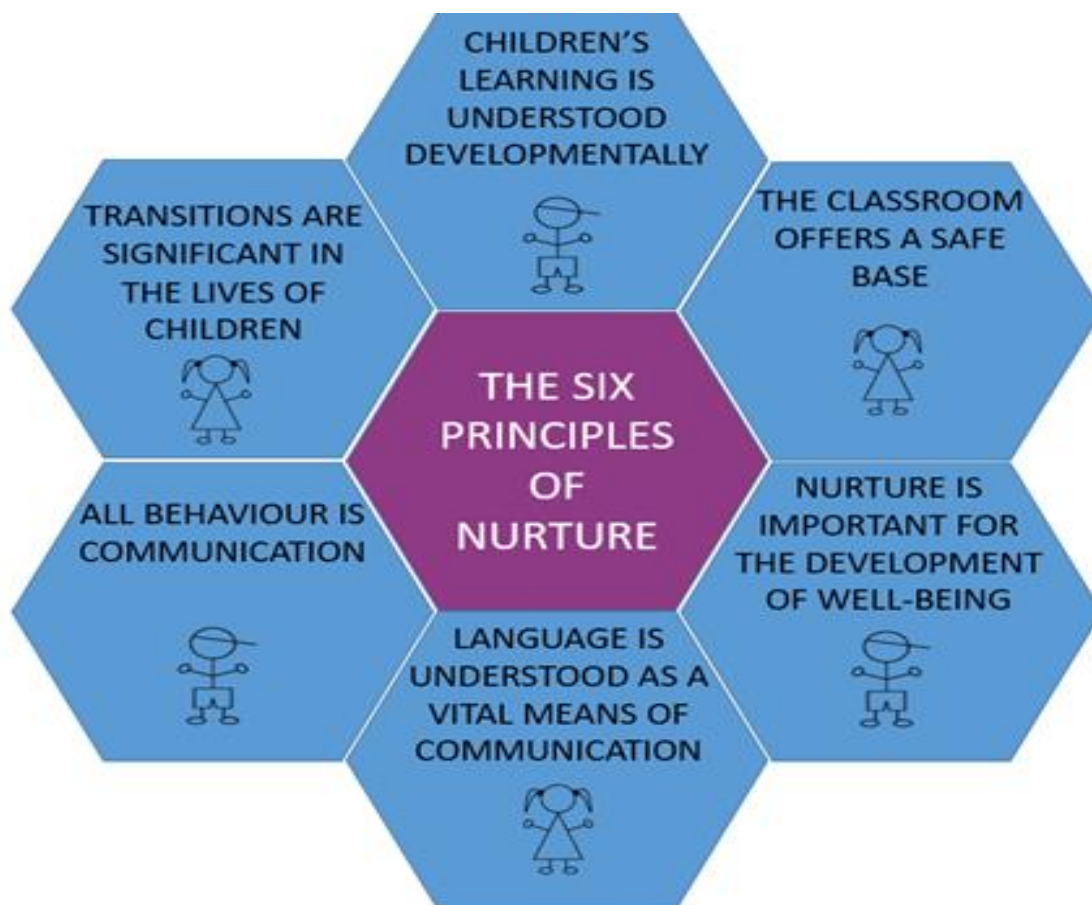 THE SIX
PRINCIPLES
OF
NURTURE
CHILDREN'S
LEARNING IS
UNDERSTOOD
DEVELOPMENTALLY
THE CLASSROOM
OFFERS A SAFE
BASE
NURTURE IS
IMPORTANT FOR
THE DEVELOPMENT
OF WELL-BEING
LANGUAGE IS
UNDERSTOOD AS A
VITAL MEANS OF
COMMUNICATION
ALL BEHAVIOUR IS
COMMUNICATION
TRANSITIONS ARE
SIGNIFICANT IN
THE LIVES OF
CHILDREN